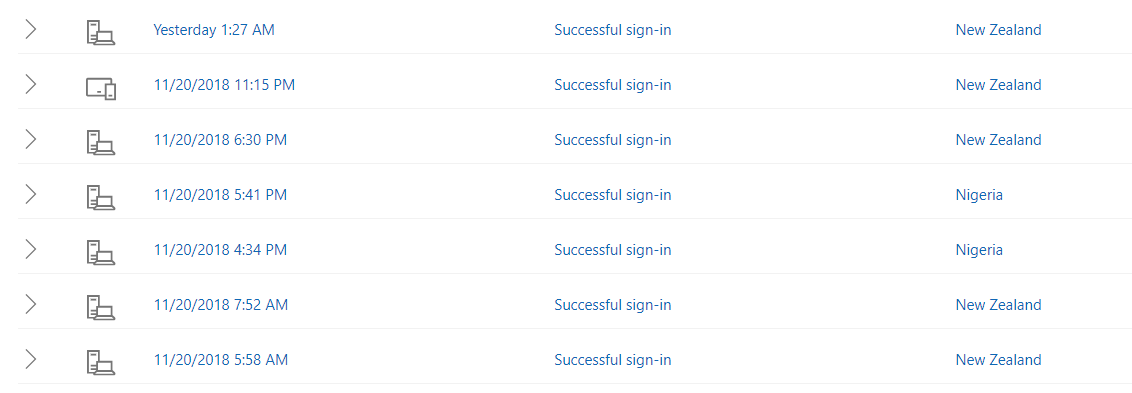 Yesterday 1:27 AM Successful sign-in New Zealand
11/20/2018 11:15 PM Successful sign-in New Zealand
11/20/2018 6:30 PM Successful sign-in New Zealand
11/20/2018 5:41 PM Successful sign-in Nigeria
11/20/2018 4:34 PM Successful sign-in Nigeria
11/20/2018 7:52 AM Successful sign-in New Zealand
11/20/2018 5:58 AM Successful sign-in New Zealand